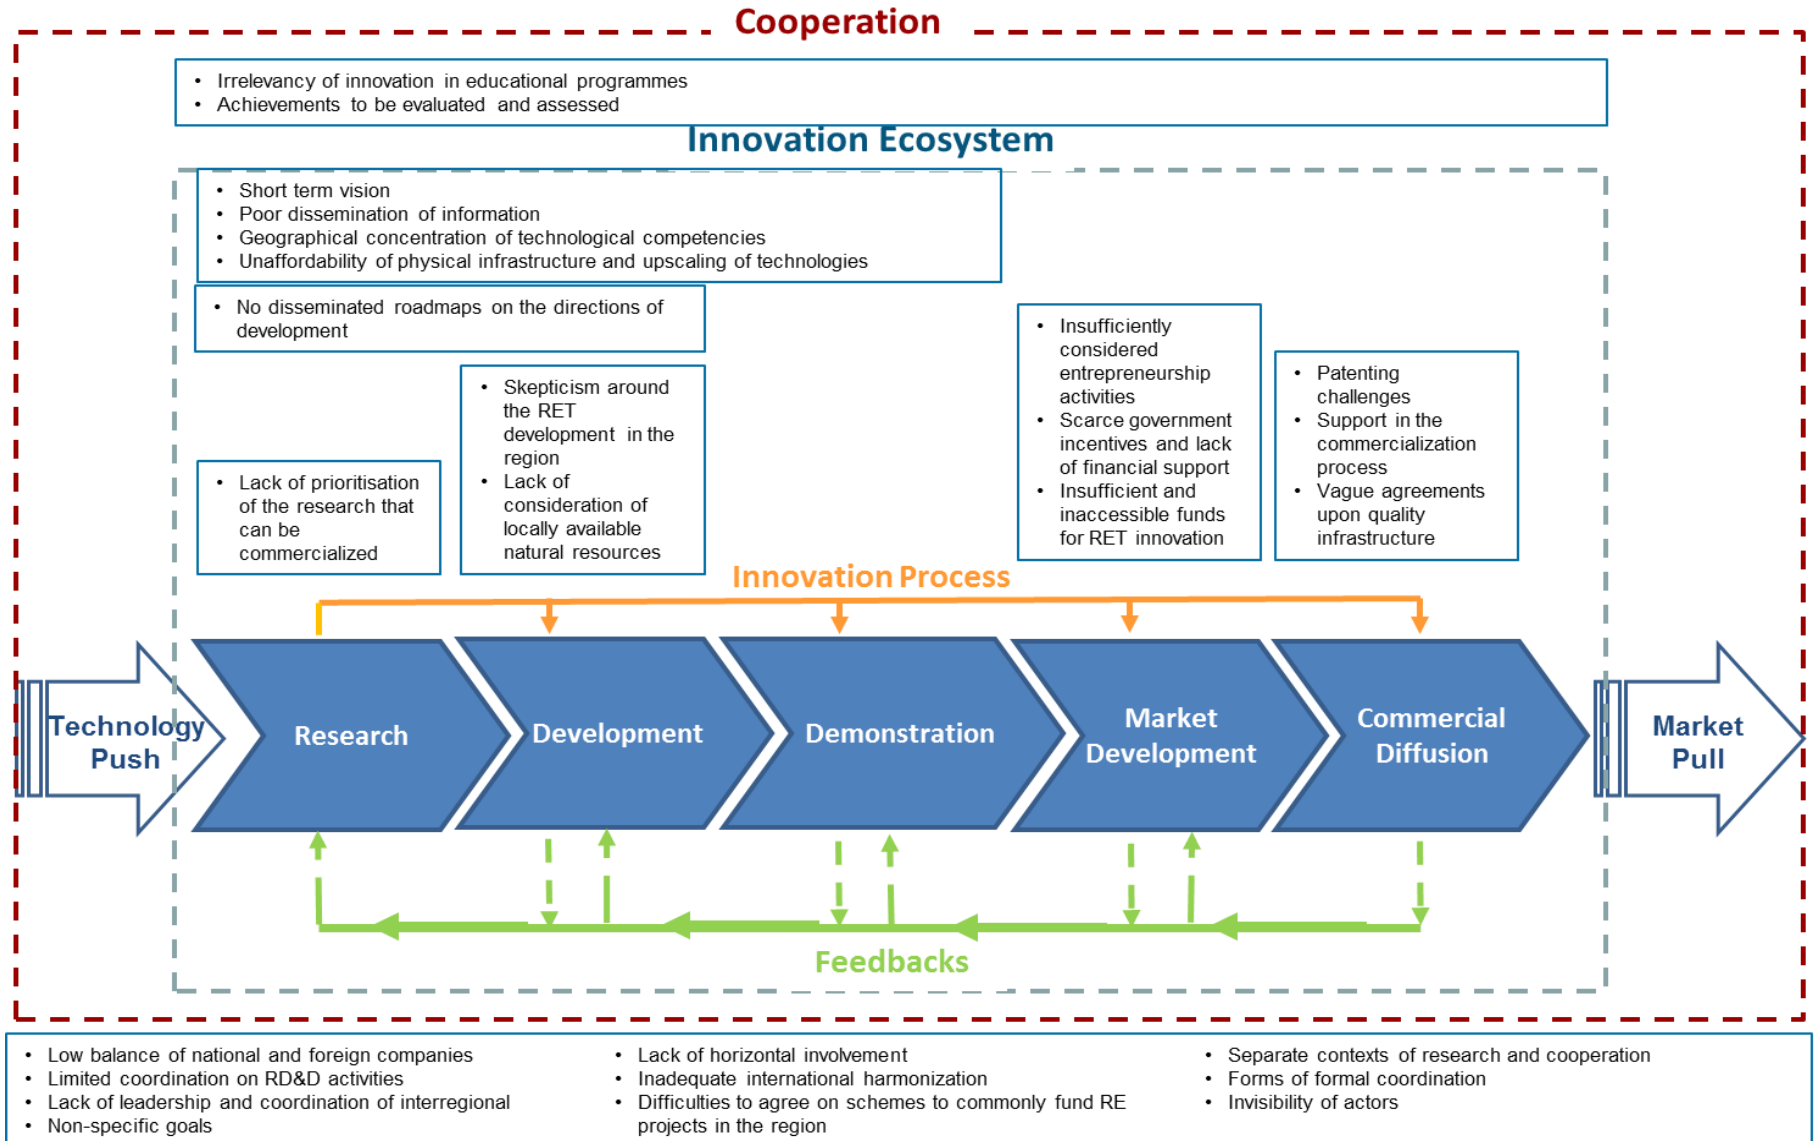 Cooperation
• Irrelevancy of innovation in educational programmes
• Achievements to be evaluated and assessed
Innovation Ecosystem
• Short term vision
• Poor dissemination of information
• Geographical concentration of technological competencies
• Unaffordability of physical infrastructure and upscaling of technologies
• No disseminated roadmaps on the directions of
development
• Lack of prioritisation
of the research that
can be
commercialized
• Skepticism around
the RET
development in the
region
• Lack of
consideration of
locally available
natural resources
• Insufficiently
considered
entrepreneurship
activities
• Scarce government
incentives and lack
of financial support
• Insufficient and
inaccessible funds
for RET innovation
• Patenting
challenges
• Support in the
commercialization
process
• Vague agreements
upon quality
infrastructure
Innovation Process
Technology
Push
Research
Development
Demonstration
Market
Development
Commercial
Diffusion
Market
Pull
Feedbacks
• Low balance of national and foreign companies
• Limited coordination on RD&D activities
• Lack of leadership and coordination of interregional
• Non-specific goals
• Lack of horizontal involvement
• Inadequate international harmonization
• Difficulties to agree on schemes to commonly fund RE
projects in the region
• Separate contexts of research and cooperation
• Forms of formal coordination
• Invisibility of actors